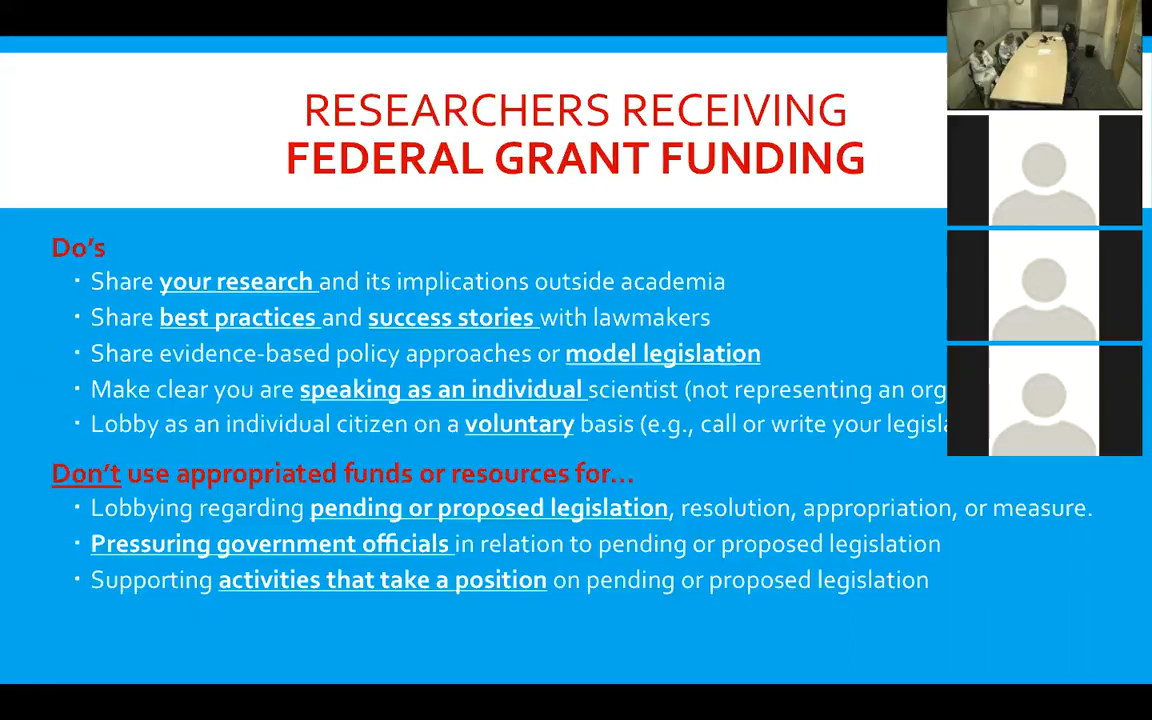 RESEARCHERS RECEIVING
FEDERAL GRANT FUNDING
Do's
Share your research and its implications outside academia
Share best practices and success stories with lawmakers
Share evidence-based policy approaches or model legislation
Make clear you are speaking as an individual scientist (not representing an org
Lobby as an individual citizen on a voluntary basis (e.g., call or write your legisla
Don't use appropriated funds or resources for...
Lobbying regarding pending or proposed legislation, resolution, appropriation, or measure.
Pressuring government officials in relation to pending or proposed legislation
Supporting activities that take a position on pending or proposed legislation